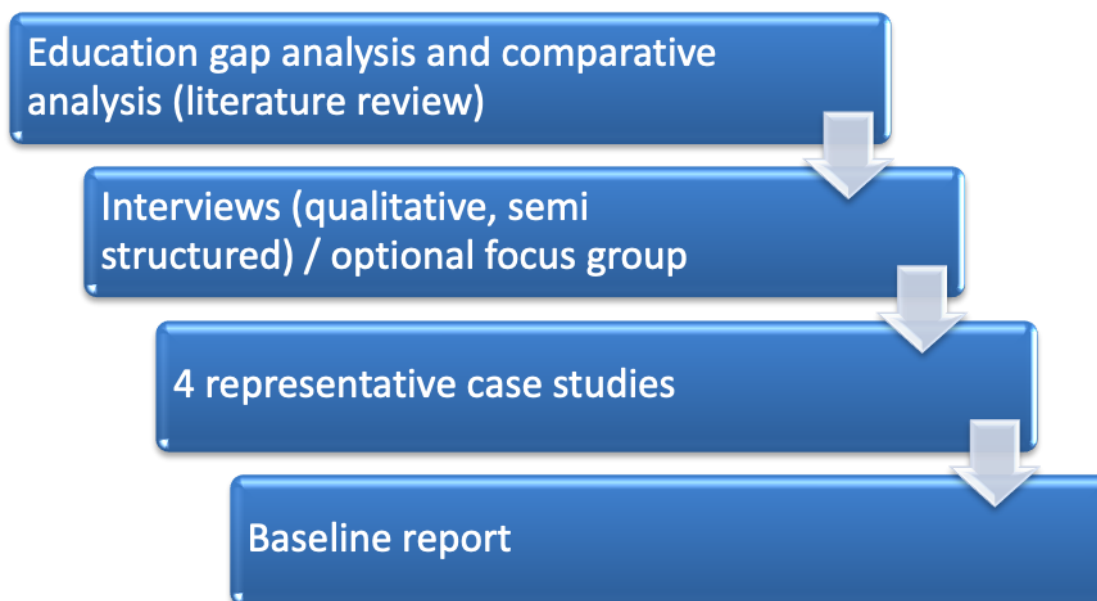 Education gap analysis and comparative
analysis (literature review)
Interviews (qualitative, semi
structured) / optional focus group
4 representative case studies
Baseline report